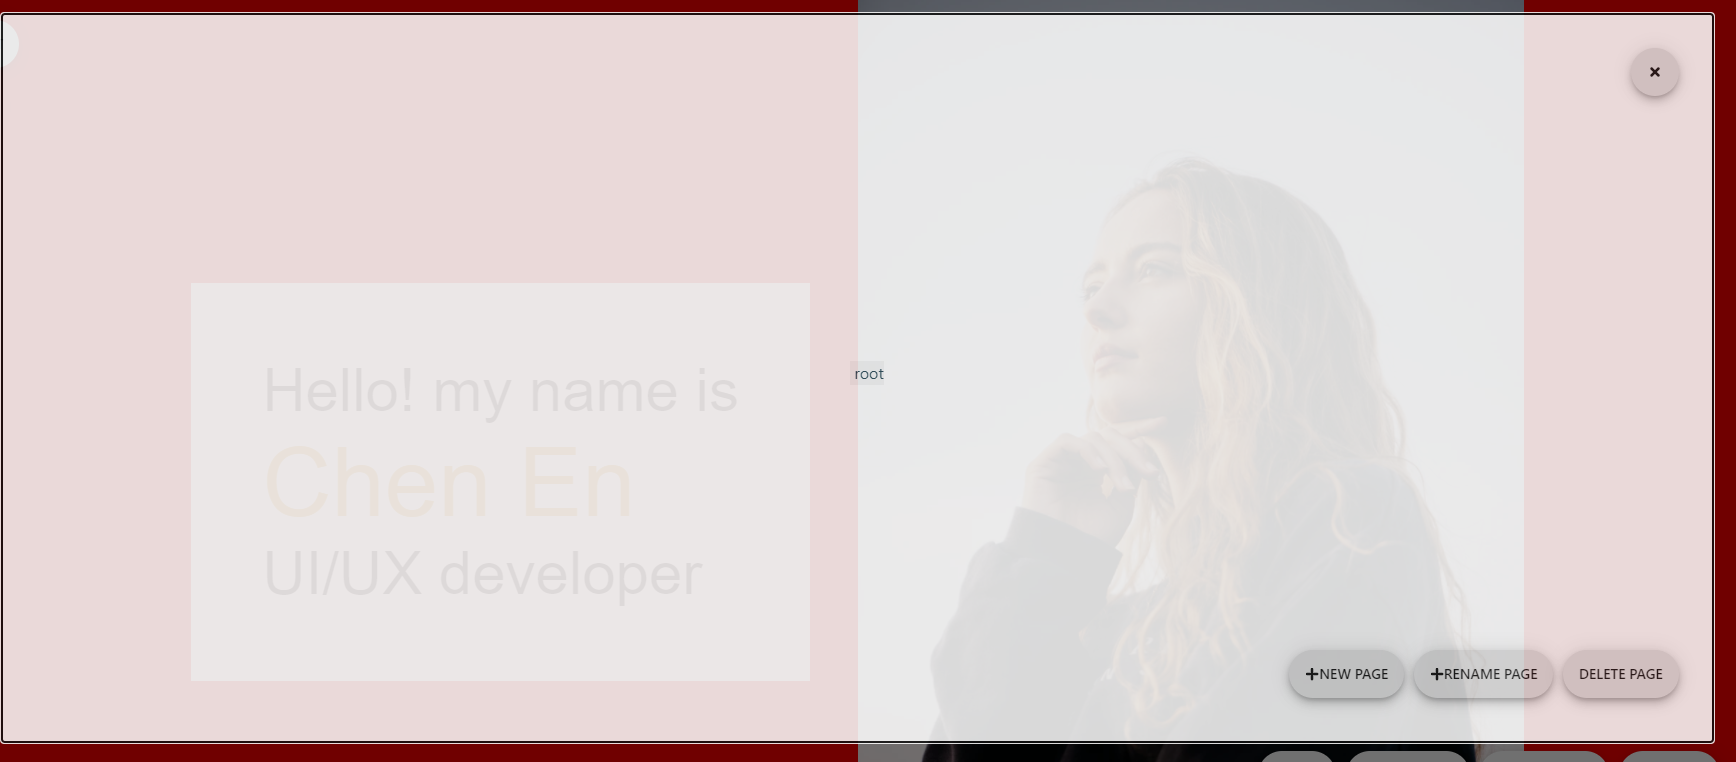 Hello! my name is
Chen En
UI/UX developer
root
NEW PAGE
RENAME PAGE
DELETE PAGE